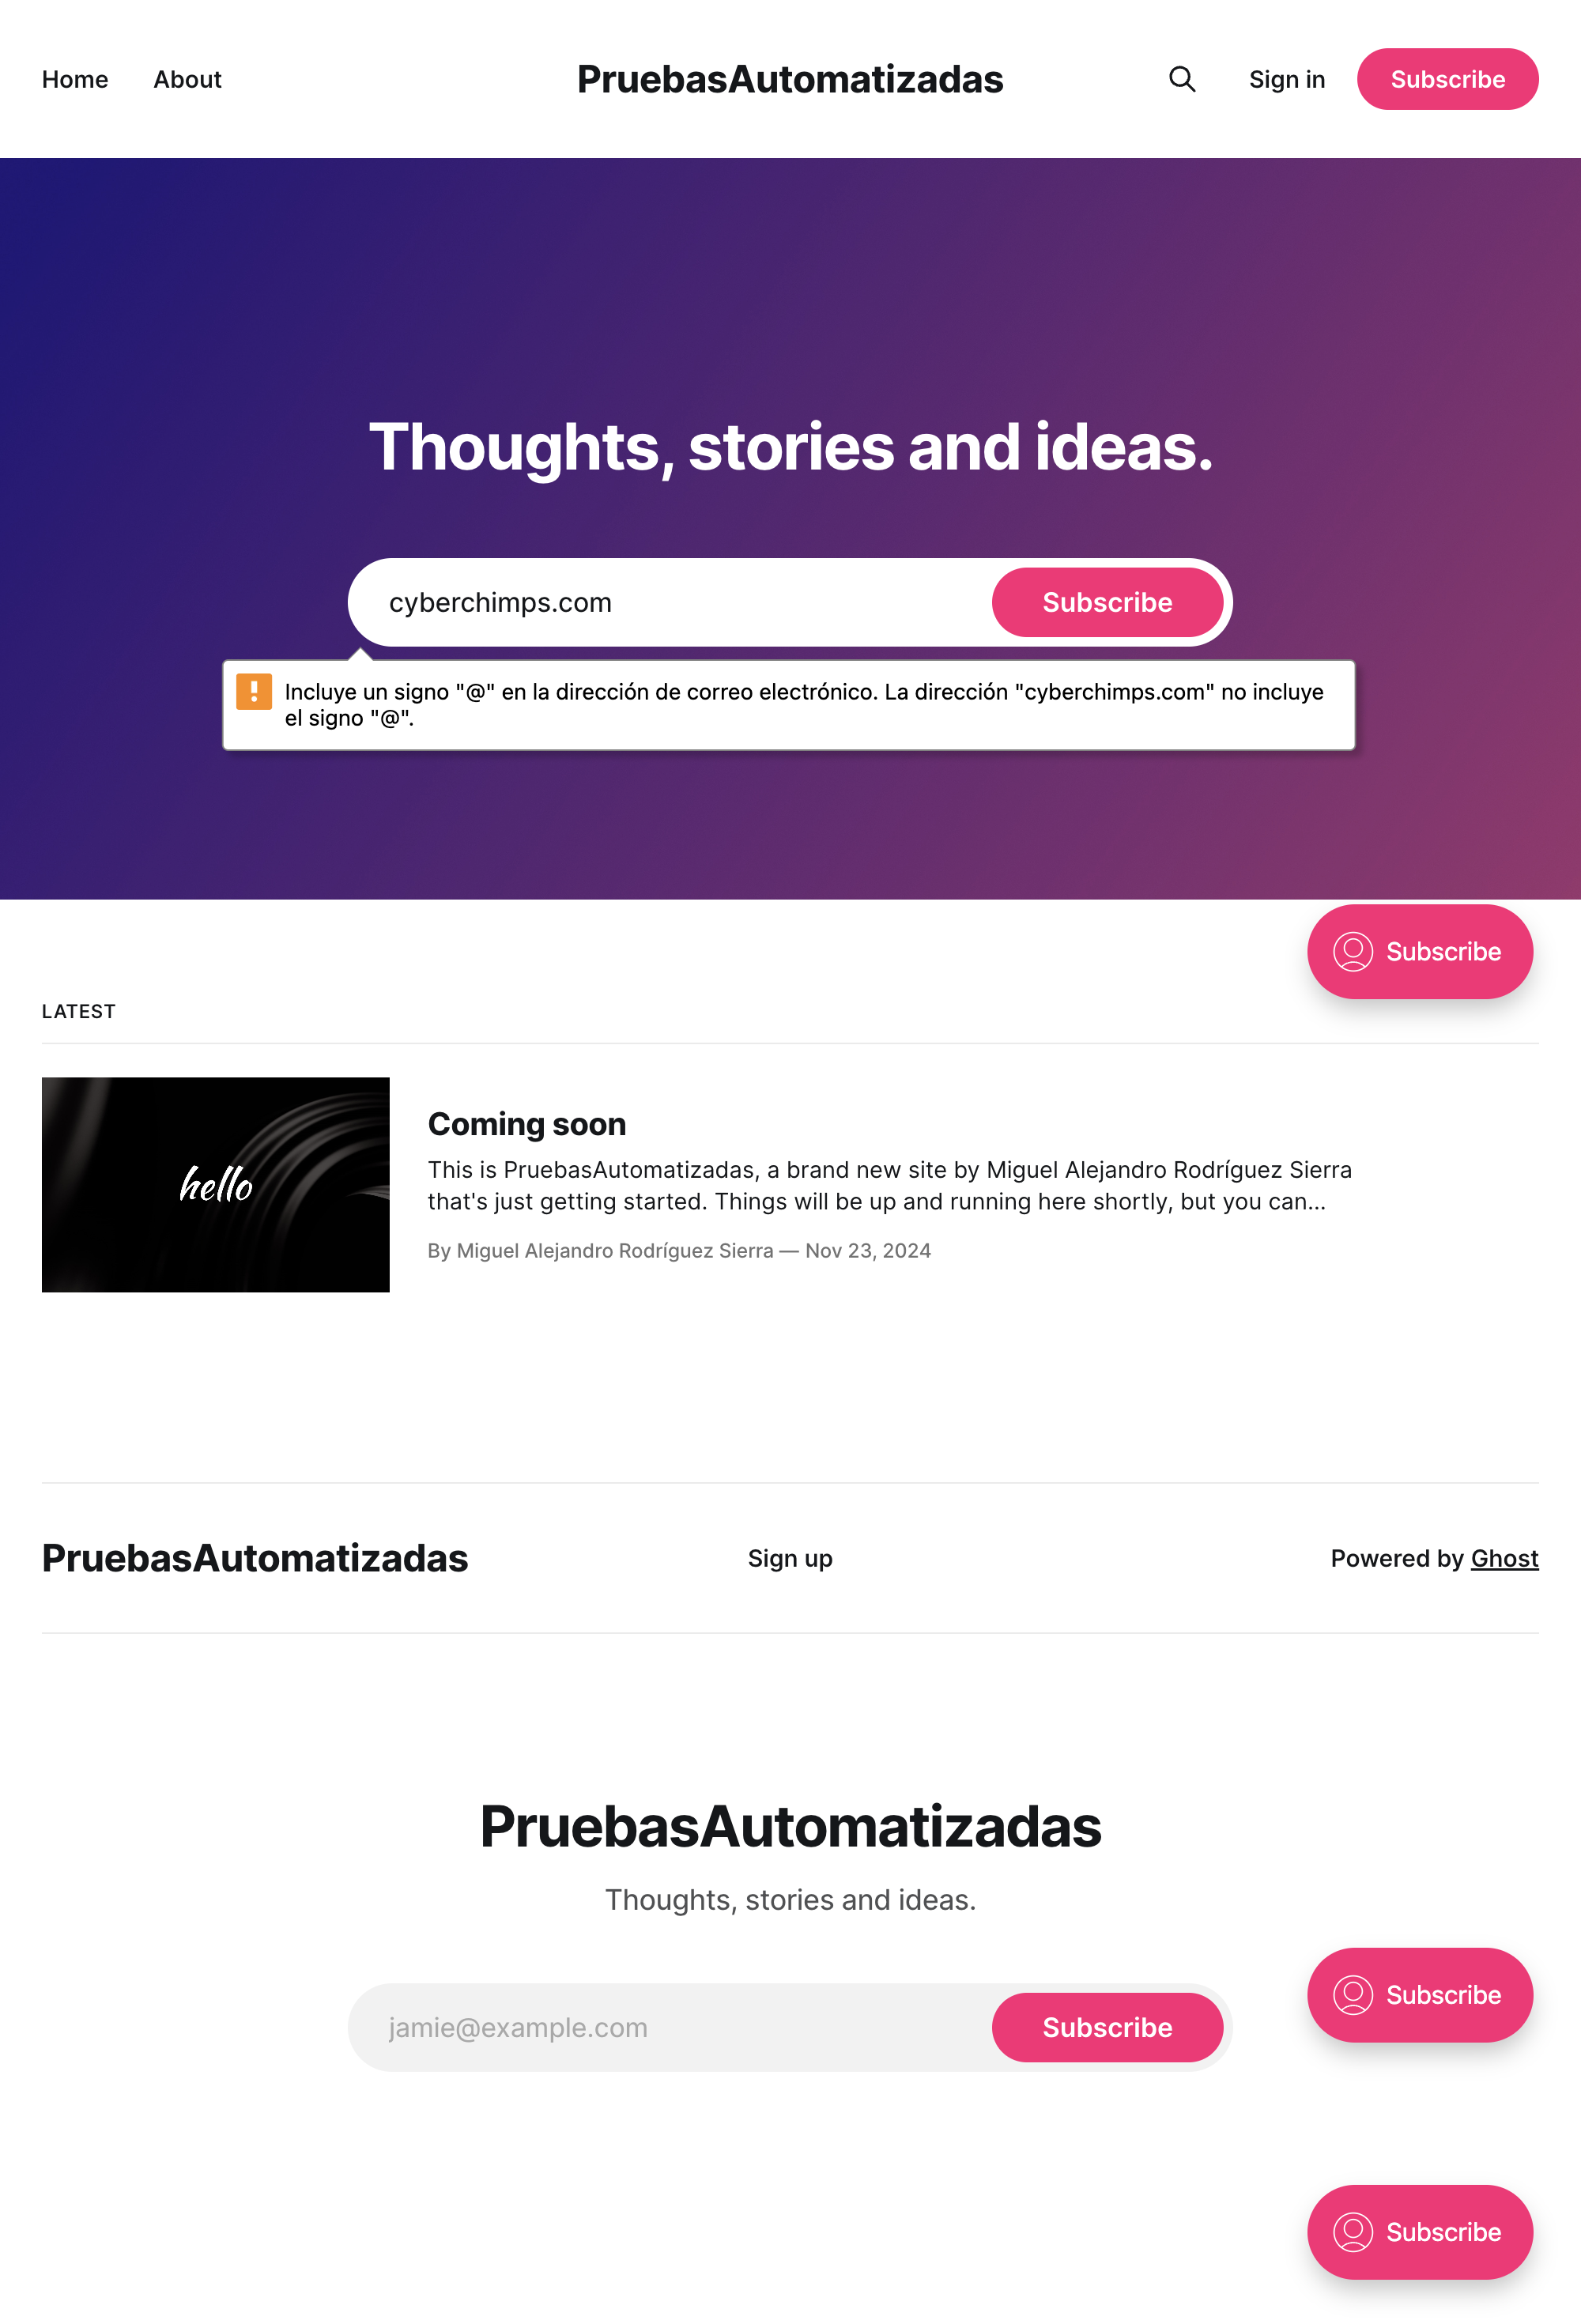 Home About PruebasAutomatizadas Sign in Subscribe
Thoughts, stories and ideas.
cyberchimps.com Subscribe
Incluye un signo "@" en la dirección de correo electrónico. La dirección "cyberchimps.com" no incluye
el signo "@".
Subscribe
LATEST
hello
Coming soon
This is PruebasAutomatizadas, a brand new site by Miguel Alejandro Rodríguez Sierra
that's just getting started. Things will be up and running here shortly, but you can...
By Miguel Alejandro Rodríguez Sierra — Nov 23, 2024
PruebasAutomatizadas Sign up Powered by Ghost
PruebasAutomatizadas
Thoughts, stories and ideas.
Subscribe
jamie@example.com Subscribe
Subscribe